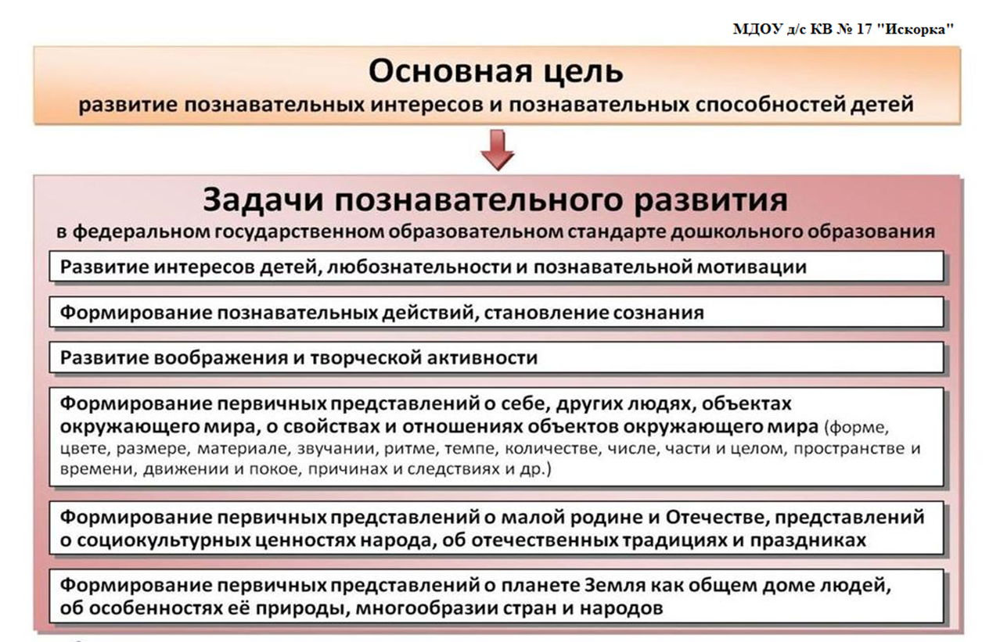 МДОУ д/с КВ № 17 "Искорка"
Основная цель
развитие познавательных интересов и познавательных способностей детей
Задачи познавательного развития
в федеральном государственном образовательном стандарте дошкольного образования
Развитие интересов детей, любознательности и познавательной мотивации
Формирование познавательных действий, становление сознания
Развитие воображения и творческой активности
Формирование первичных представлений о себе, других людях, объектах
окружающего мира, о свойствах и отношениях объектов окружающего мира (форме,
цвете, размере, материале, звучании, ритме, темпе, количестве, числе, части и целом, пространстве и
времени, движении и покое, причинах и следствиях и др.)
Формирование первичных представлений о малой родине и Отечестве, представлений
о социокультурных ценностях народа, об отечественных традициях и праздниках
Формирование первичных представлений о планете Земля как общем доме людей,
об особенностях её природы, многообразии стран и народов